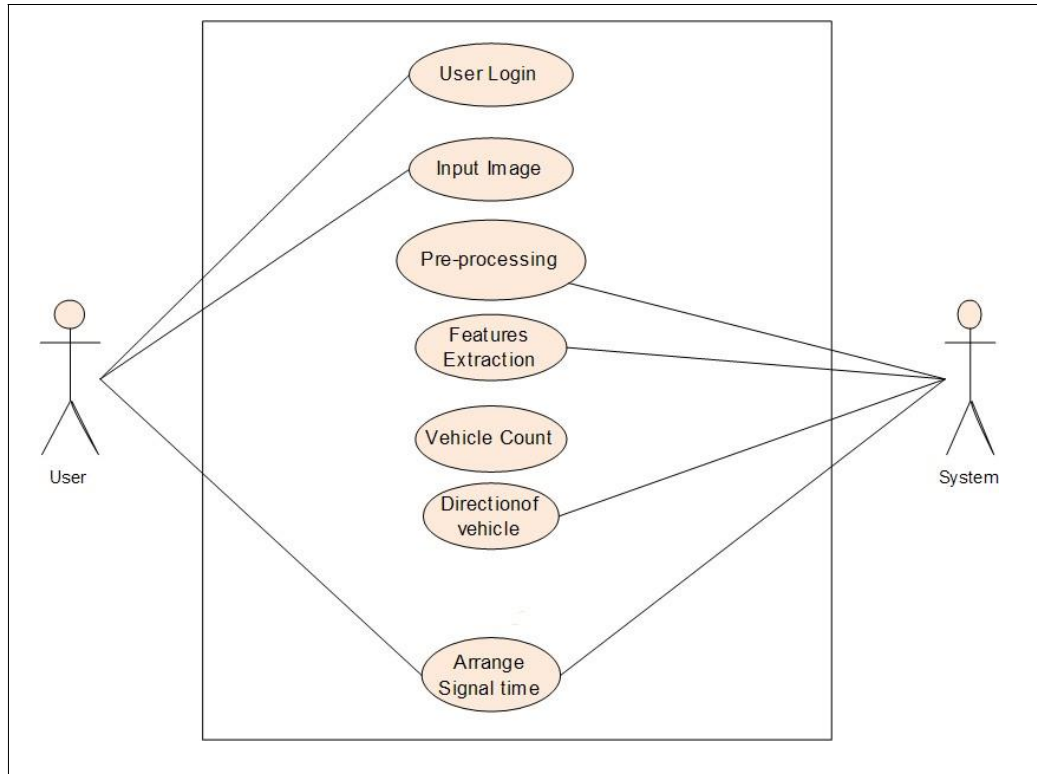 User Login
Input Image
Pre-processing
Features
Extraction
Vehicle Count
Directionof
vehicle
Arrange
Signal time
User
System